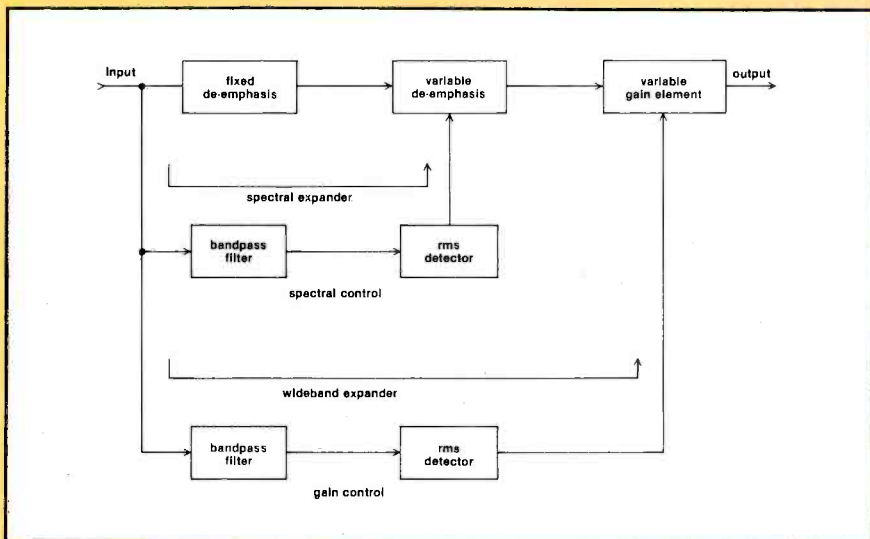 Input
fixed
de-emphasis
variable
de-emphasis
variable
gain element
output
spectral expander
bandpass
filter
rms
detector
spectral control
wideband expander
bandpass
filter
rms
detector
gain control